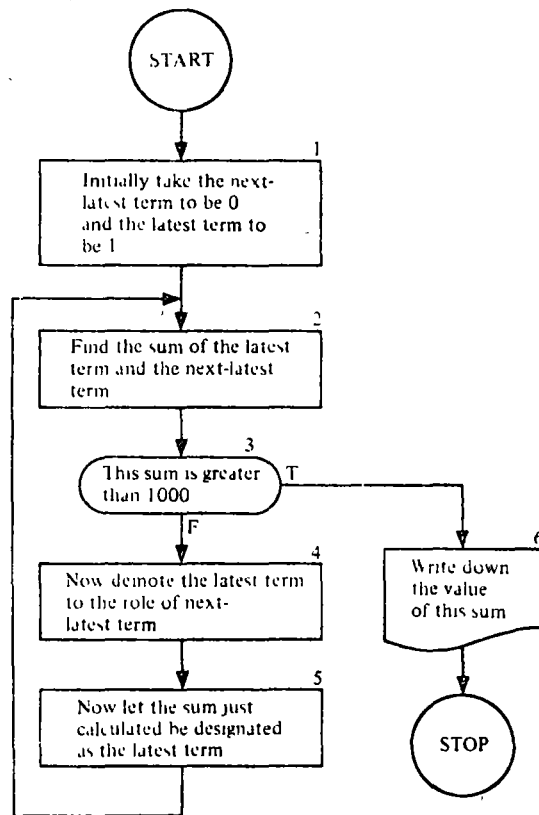 START
1
Initially take the next-
latest term to be 0
and the latest term to
be 1
2
Find the sum of the latest
term and the next-latest
term
3
This sum is greater
than 1000
T
F
4
Now demote the latest term
to the role of next-
latest term
5
Now let the sum just
calculated be designated
as the latest term
6
Write down
the value
of this sum
STOP